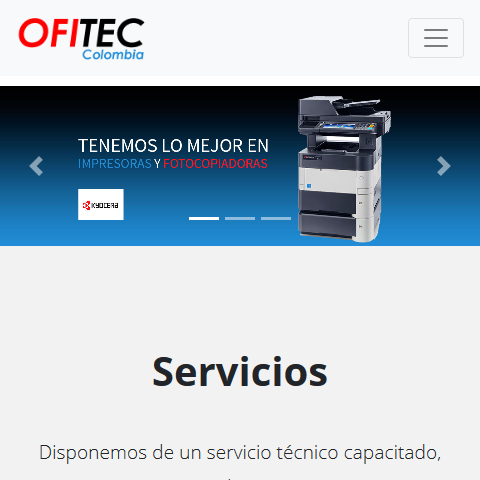 OFITEC
Colombia
TENEMOS LO MEJOR EN
IMPRESORAS Y FOTOCOPIADORAS
KYOCERA
Servicios
Disponemos de un servicio técnico capacitado,